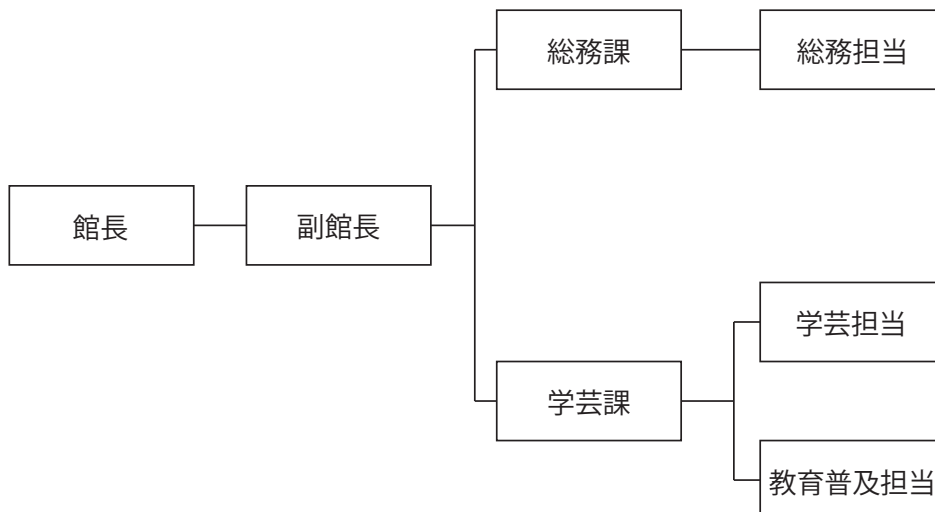 総務課
総務担当
館長
副館長
学芸担当
学芸課
教育普及担当